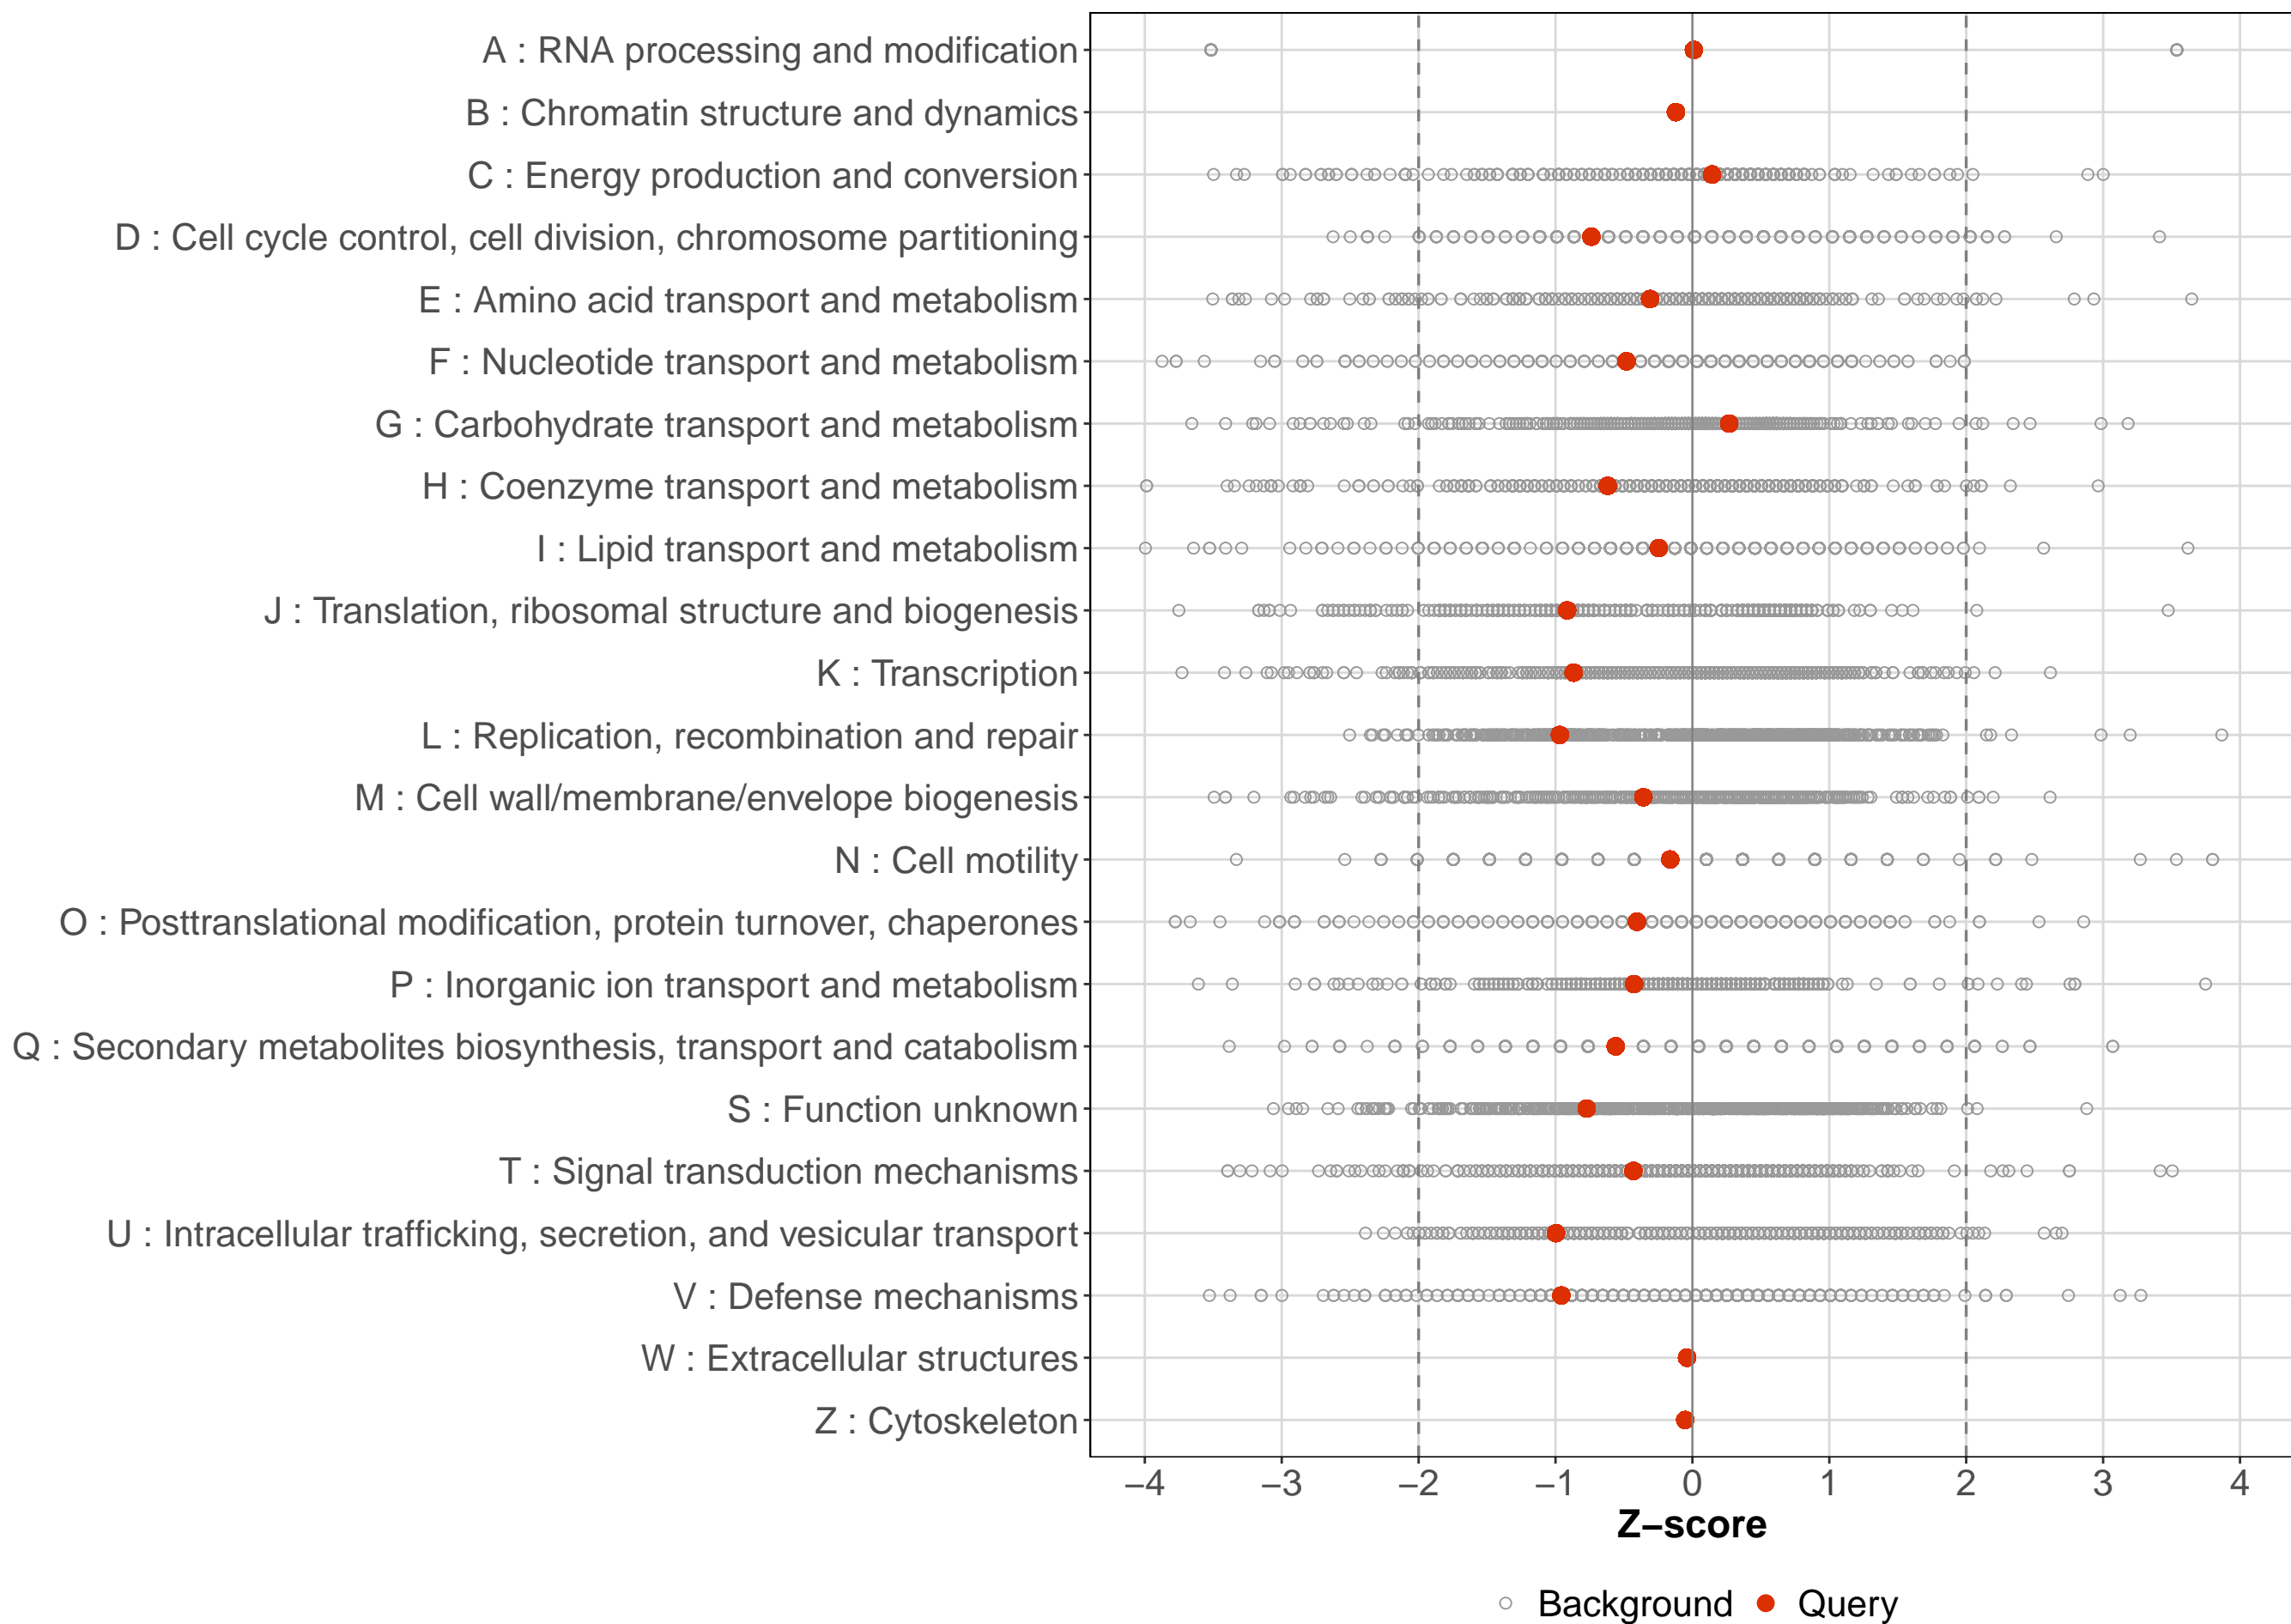 A : RNA processing and modification
B : Chromatin structure and dynamics
C : Energy production and conversion
D : Cell cycle control, cell division, chromosome partitioning
E : Amino acid transport and metabolism
F : Nucleotide transport and metabolism
G : Carbohydrate transport and metabolism
H : Coenzyme transport and metabolism
I : Lipid transport and metabolism
J : Translation, ribosomal structure and biogenesis
K : Transcription
L : Replication, recombination and repair
M : Cell wall/membrane/envelope biogenesis
N : Cell motility
O : Posttranslational modification, protein turnover, chaperones
P : Inorganic ion transport and metabolism
Q : Secondary metabolites biosynthesis, transport and catabolism
S : Function unknown
T : Signal transduction mechanisms
U : Intracellular trafficking, secretion, and vesicular transport
V : Defense mechanisms
W : Extracellular structures
Z : Cytoskeleton
−4 −3 −2 −1 0 1 2 3 4
Z−score
Background Query